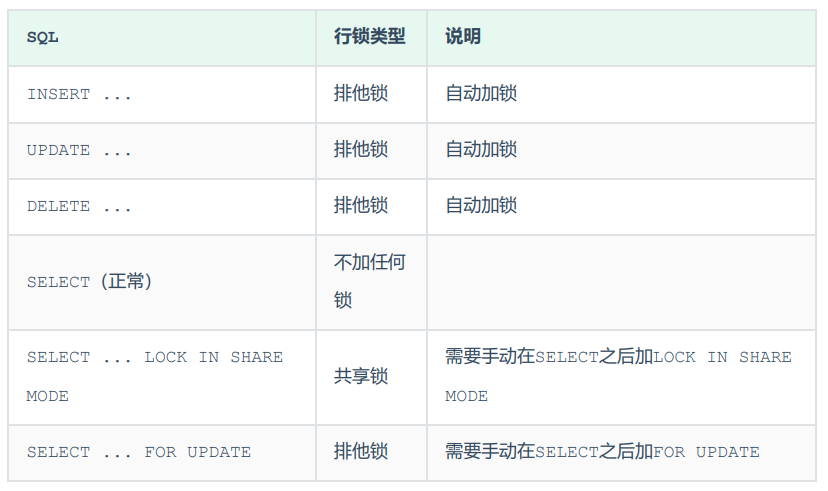 SQL 行锁类型 说明
INSERT ... 排他锁 自动加锁
UPDATE ... 排他锁 自动加锁
DELETE ... 排他锁 自动加锁
SELECT（正常） 不加任何
锁
SELECT ... LOCK IN SHARE
MODE
共享锁
需要手动在SELECT之后加LOCK IN SHARE
MODE
SELECT ... FOR UPDATE 排他锁 需要手动在SELECT之后加FOR UPDATE